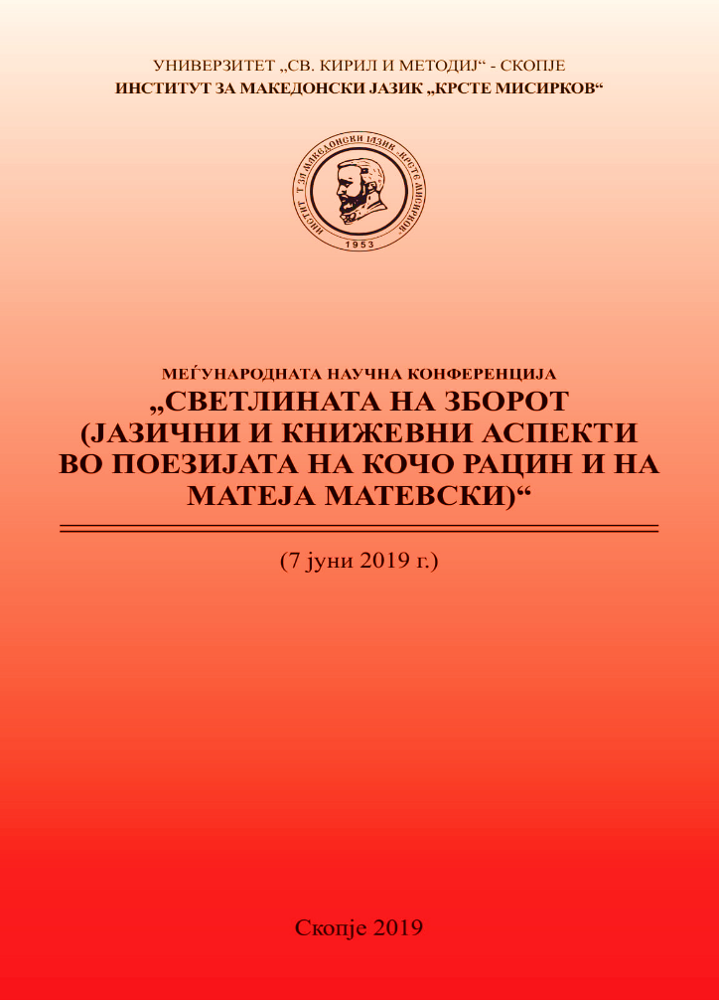 УНИВЕРЗИТЕТ „СВ. КИРИЛ И МЕТОДИЈ“ - СКОПЈЕ
ИНСТИТУТ ЗА МАКЕДОНСКИ ЈАЗИК „КРСТЕ МИСИРКОВ“
ИНСТИТ Т ЗА МАКЕДОНСКИ ЈАЗИК „КРСТЕ МИСИРКОВ“
1953
МЕЃУНАРОДНАТА НАУЧНА КОНФЕРЕНЦИЈА
„СВЕТЛИНАТА НА ЗБОРОТ
(ЈАЗИЧНИ И КНИЖЕВНИ АСПЕКТИ
ВО ПОЕЗИЈАТА НА КОЧО РАЦИН И НА
МАТЕЈА МАТЕВСКИ)“
(7 јуни 2019 г.)
Скопје 2019